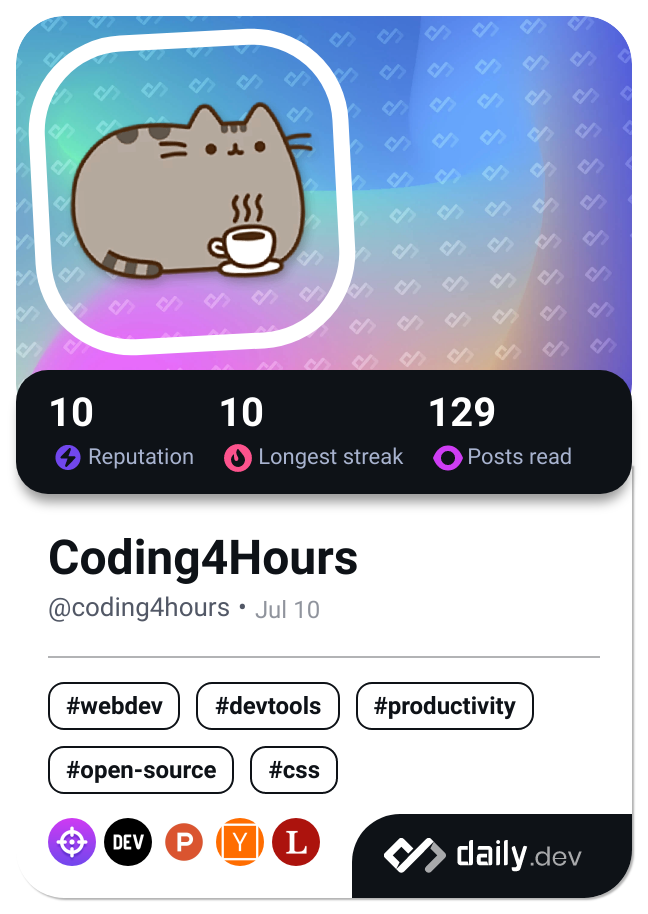 10 10 129
Reputation Longest streak Posts read
Coding4Hours
@coding4hours • Jul 10
#webdev #devtools #productivity
#open-source #css
DEV P Y L daily.dev